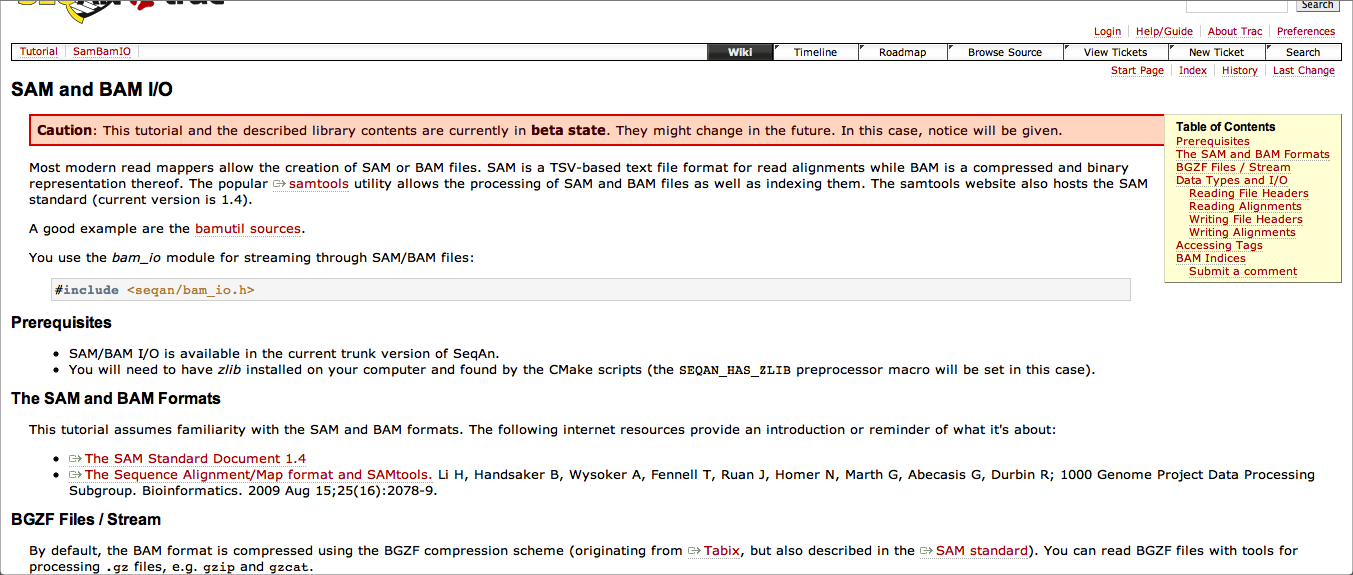 Search
Login Help/Guide About Trac Preferences
Tutorial SamBamIO
Wiki Timeline Roadmap Browse Source View Tickets New Ticket Search
Start Page Index History Last Change
SAM and BAM I/O
Caution: This tutorial and the described library contents are currently in beta state. They might change in the future. In this case, notice will be given.
Table of Contents
Prerequisites
The SAM and BAM Formats
BGZF Files / Stream
Data Types and I/O
Reading File Headers
Reading Alignments
Writing File Headers
Writing Alignments
Accessing Tags
BAM Indices
Submit a comment
Most modern read mappers allow the creation of SAM or BAM files. SAM is a TSV-based text file format for read alignments while BAM is a compressed and binary
representation thereof. The popular samtools utility allows the processing of SAM and BAM files as well as indexing them. The samtools website also hosts the SAM
standard (current version is 1.4).
A good example are the bamutil sources.
You use the bam_io module for streaming through SAM/BAM files:
#include <seqan/bam_io.h>
Prerequisites
• SAM/BAM I/O is available in the current trunk version of SeqAn.
• You will need to have zlib installed on your computer and found by the CMake scripts (the SEQAN_HAS_ZLIB preprocessor macro will be set in this case).
The SAM and BAM Formats
This tutorial assumes familiarity with the SAM and BAM formats. The following internet resources provide an introduction or reminder of what it's about:
• The SAM Standard Document 1.4
• The Sequence Alignment/Map format and SAMtools. Li H, Handsaker B, Wysoker A, Fennell T, Ruan J, Homer N, Marth G, Abecasis G, Durbin R; 1000 Genome Project Data Processing
Subgroup. Bioinformatics. 2009 Aug 15;25(16):2078-9.
BGZF Files / Stream
By default, the BAM format is compressed using the BGZF compression scheme (originating from Tabix, but also described in the SAM standard). You can read BGZF files with tools for
processing .gz files, e.g. gzip and gzcat.